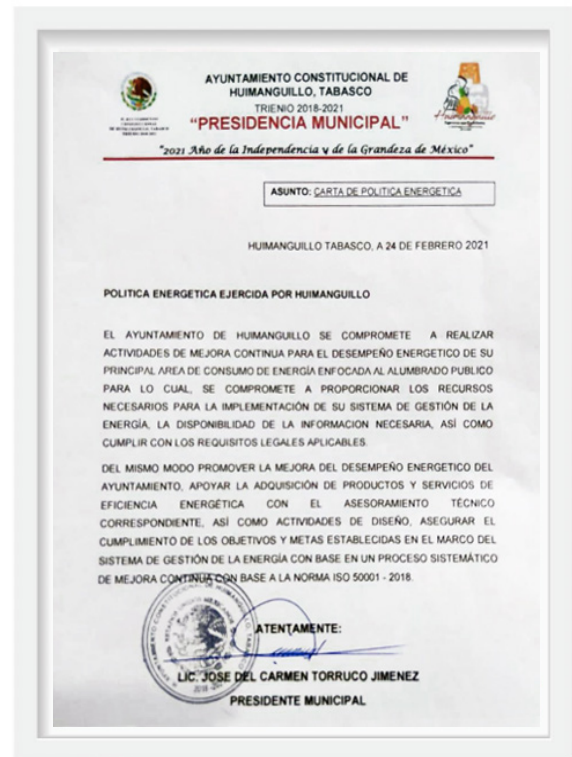 AYUNTAMIENTO CONSTITUCIONAL DE
HUIMANGUILLO, TABASCO
TRIENIO 2018-2021
"PRESIDENCIA MUNICIPAL"
"2021 Año de la Independencia y de la Grandeza de México"
ASUNTO: CARTA DE POLITICA ENERGETICA
HUIMANGUILLO TABASCO, A 24 DE FEBRERO 2021
POLITICA ENERGETICA EJERCIDA POR HUIMANGUILLO
EL AYUNTAMIENTO DE HUIMANGUILLO SE COMPROMETE A REALIZAR
ACTIVIDADES DE MEJORA CONTINUA PARA EL DESEMPEÑO ENERGETICO DE SU
PRINCIPAL AREA DE CONSUMO DE ENERGÍA ENFOCADA AL ALUMBRADO PUBLICO
PARA LO CUAL, SE COMPROMETE A PROPORCIONAR LOS RECURSOS
NECESARIOS PARA LA IMPLEMENTACIÓN DE SU SISTEMA DE GESTIÓN DE LA
ENERGÍA, LA DISPONIBILIDAD DE LA INFORMACION NECESARIA, ASÍ COMO
CUMPLIR CON LOS REQUISITOS LEGALES APLICABLES.
DEL MISMO MODO PROMOVER LA MEJORA DEL DESEMPEÑO ENERGETICO DEL
AYUNTAMIENTO, APOYAR LA ADQUISICIÓN DE PRODUCTOS Y SERVICIOS DE
EFICIENCIA ENERGÉTICA CON EL ASESORAMIENTO TÉCNICO
CORRESPONDIENTE, ASÍ COMO ACTIVIDADES DE DISEÑO, ASEGURAR EL
CUMPLIMIENTO DE LOS OBJETIVOS Y METAS ESTABLECIDAS EN EL MARCO DEL
SISTEMA DE GESTIÓN DE LA ENERGÍA CON BASE EN UN PROCESO SISTEMÁTICO
DE MEJORA CONTINUA CON BASE A LA NORMA ISO 50001 - 2018.
ATENTAMENTE:
LIC. JOSE DEL CARMEN TORRUCO JIMENEZ
PRESIDENTE MUNICIPAL